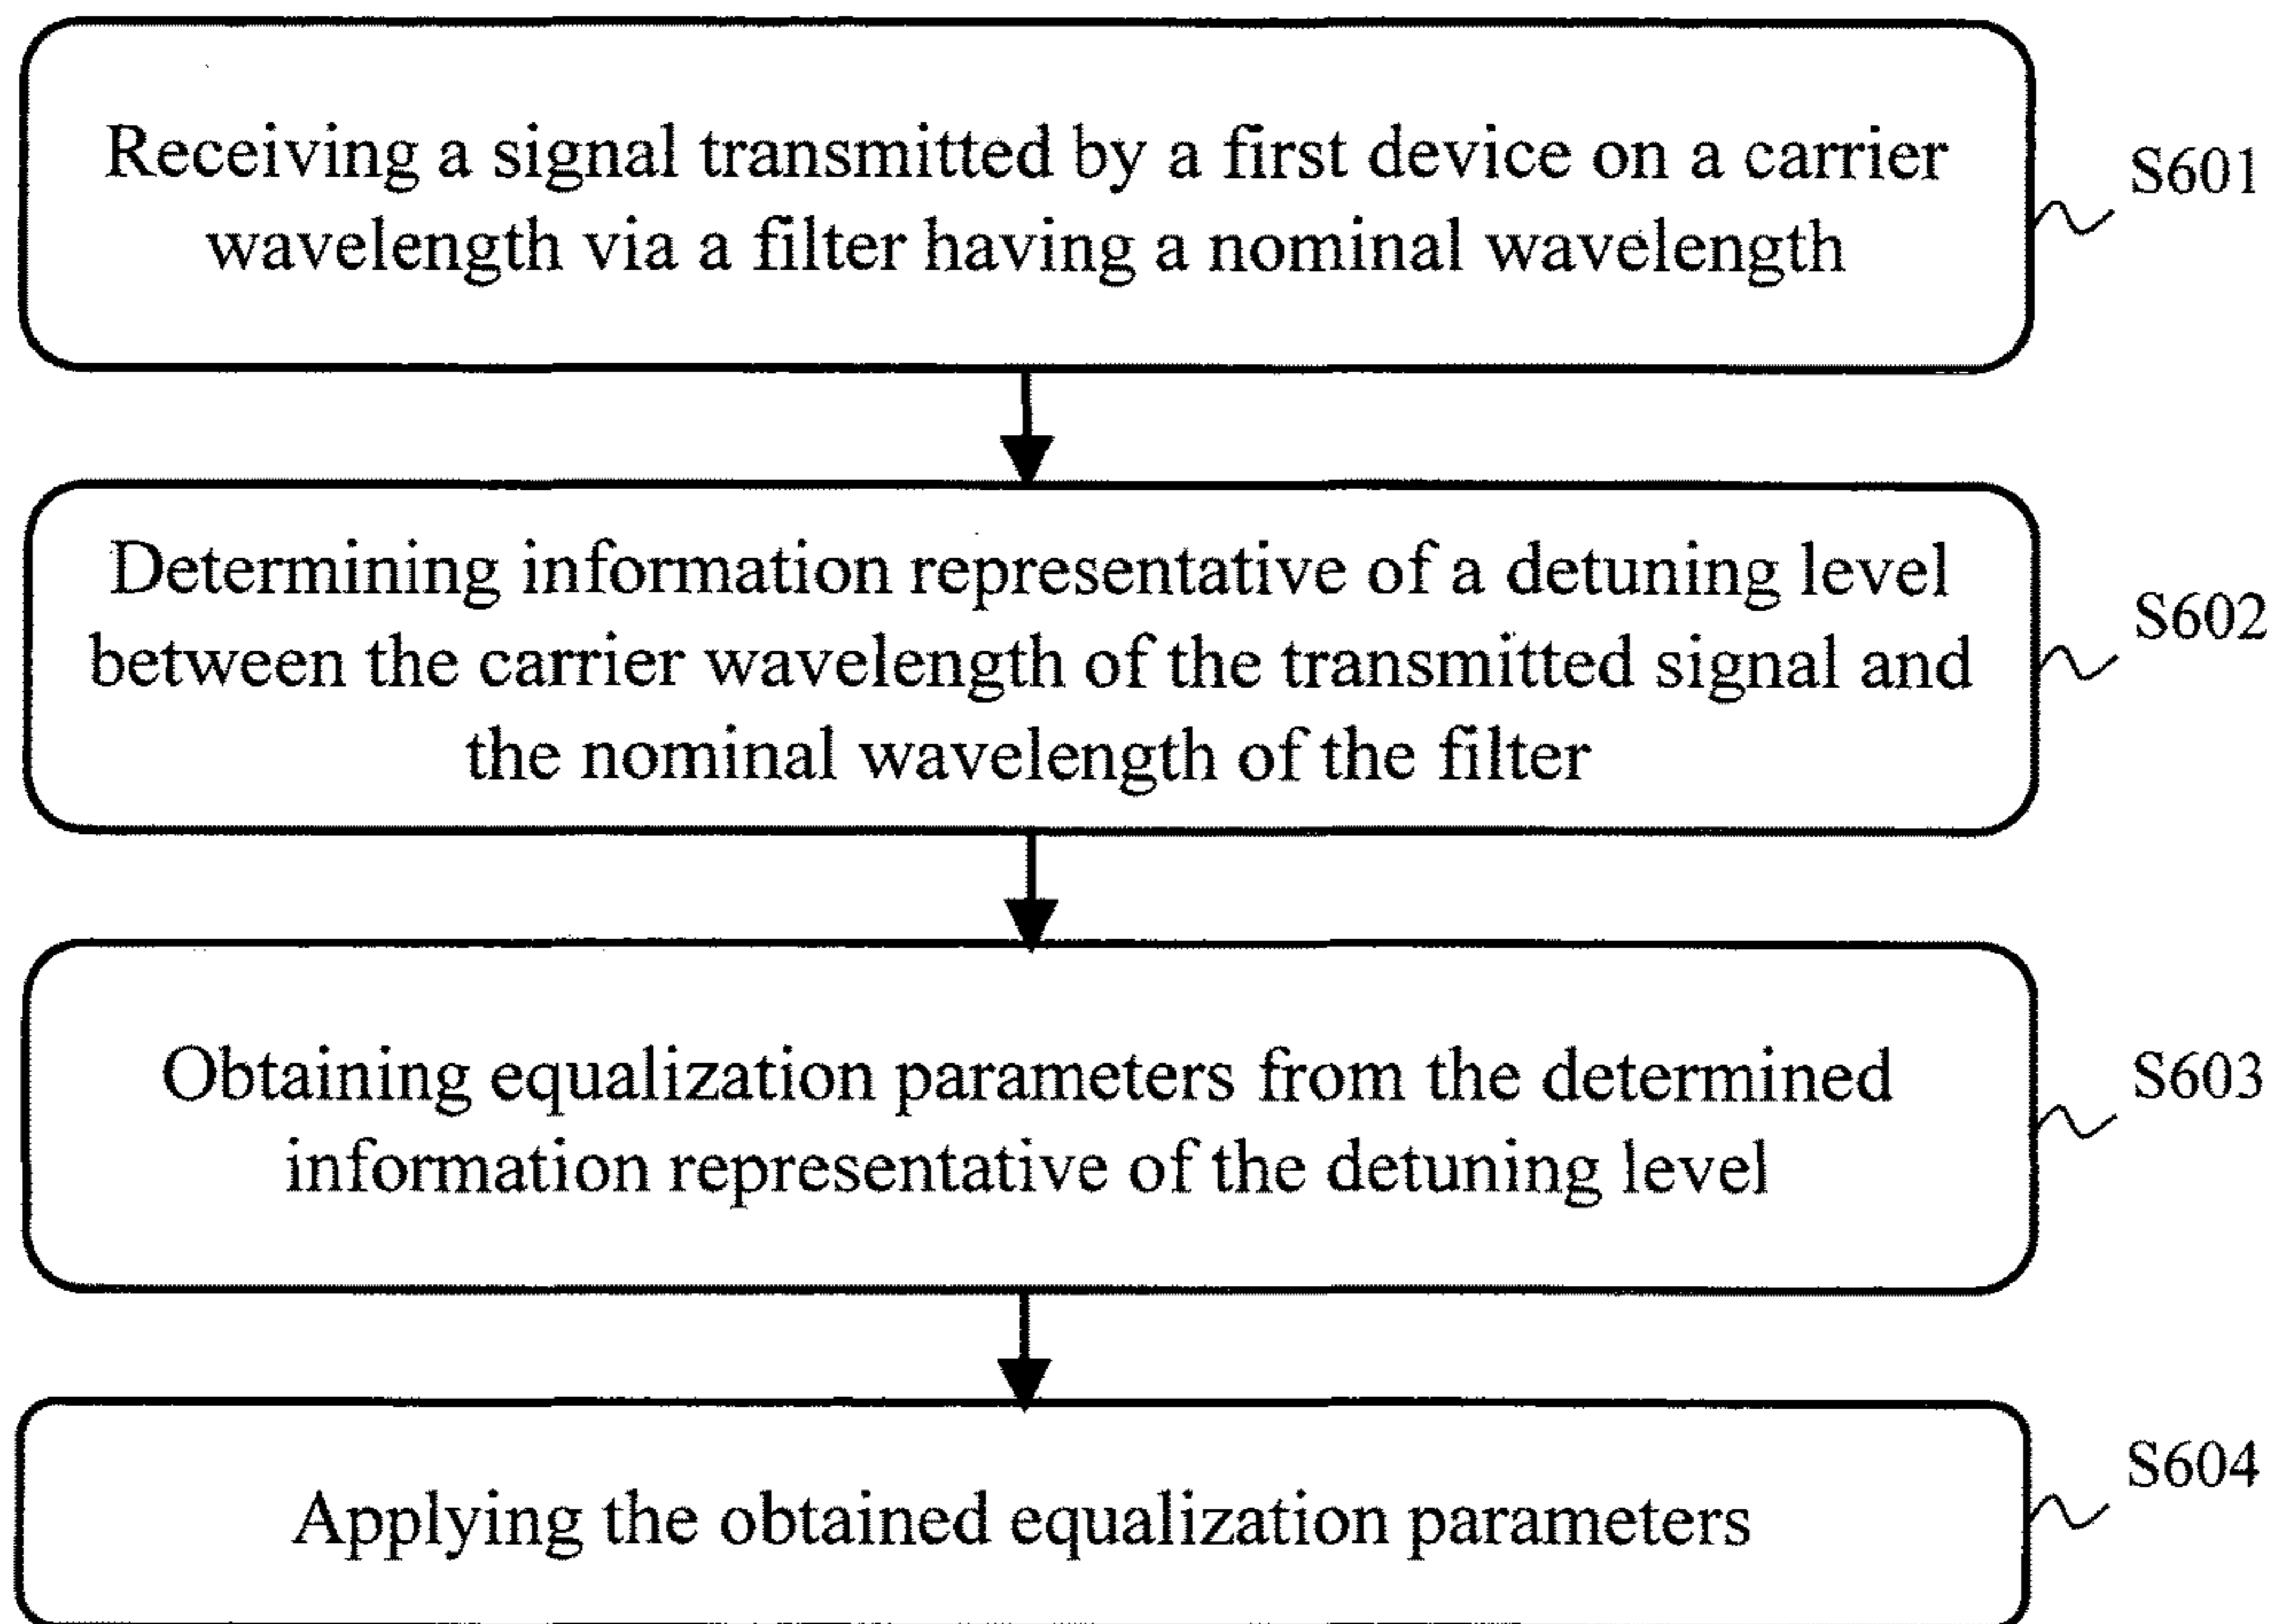 Receiving a signal transmitted by a first device on a carrier
wavelength via a filter having a nominal wavelength
S601
Determining information representative of a detuning level
between the carrier wavelength of the transmitted signal and
the nominal wavelength of the filter
S602
Obtaining equalization parameters from the determined
information representative of the detuning level
S603
Applying the obtained equalization parameters
S604